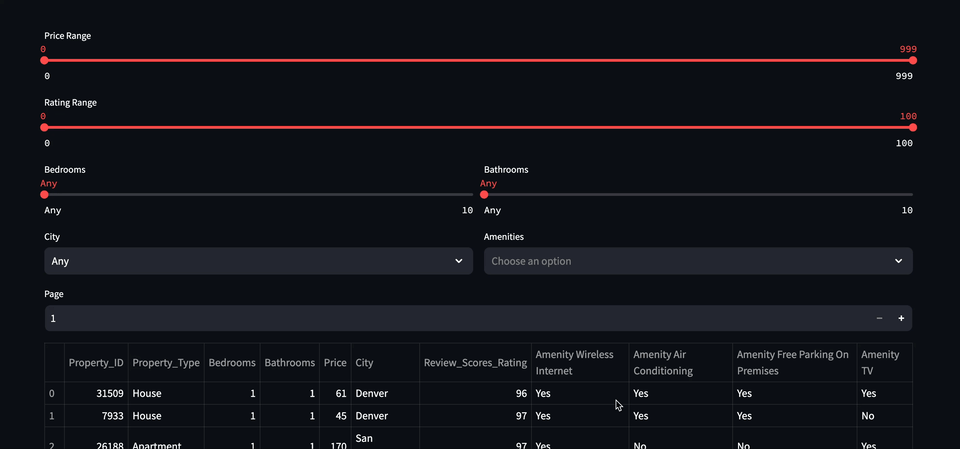 Price Range
0 999
0 999
Rating Range
0 100
0 100
Bedrooms Bathrooms
Any Any
Any 10 Any 10
City Amenities
Any Choose an option
Page
1 − +
Property_ID Property_Type Bedrooms Bathrooms Price City Review_Scores_Rating Amenity Wireless Internet Amenity Air Conditioning Amenity Free Parking On Premises Amenity TV
0 31509 House 1 1 61 Denver 96 Yes Yes Yes Yes
1 7933 House 1 1 45 Denver 97 Yes Yes Yes No
2 26188 Apartment 1 1 170 San 97 Yes No No Yes